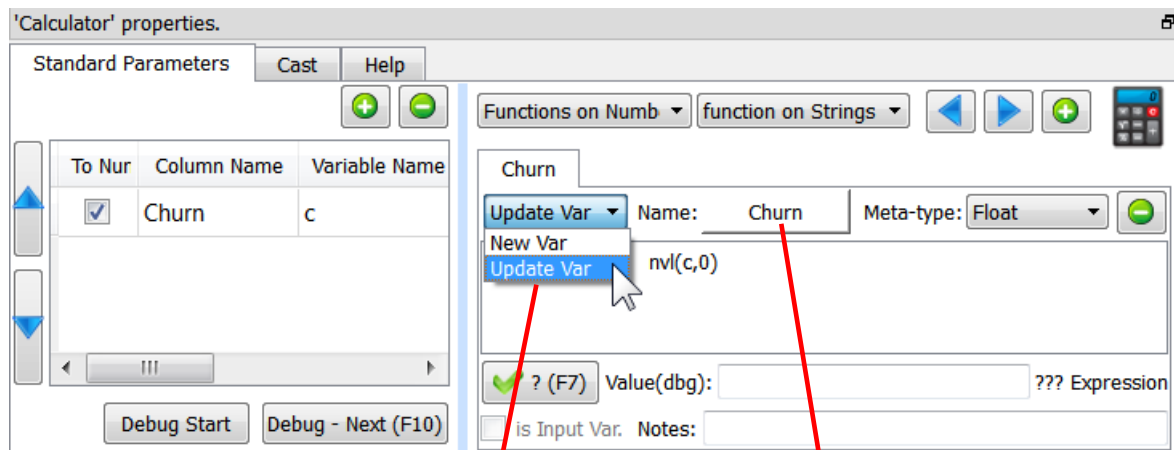 'Calculator' properties.
Standard Parameters Cast Help
Functions on Numb function on Strings
To Nur Column Name Variable Name
Churn c
Debug Start Debug - Next (F10)
Churn
Update Var Name: Churn Meta-type: Float
New Var
Update Var nvl(c,0)
? (F7) Value(dbg): ??? Expression
is Input Var. Notes: